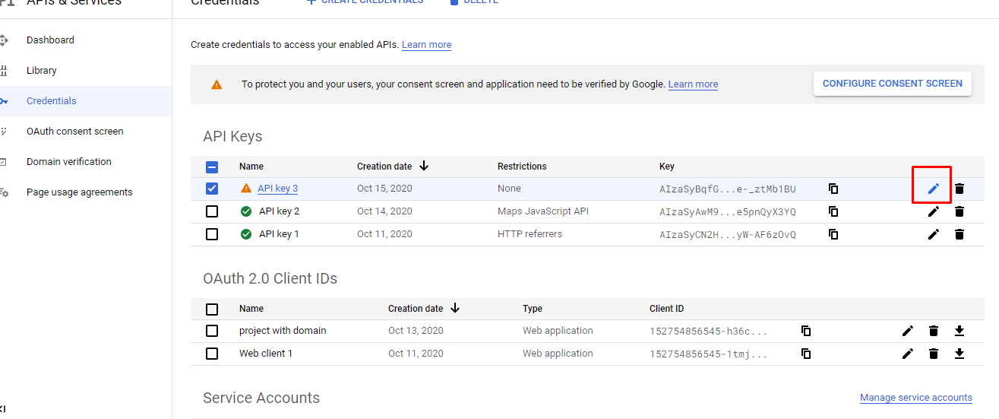 APIs & Services
Credentials
CREATE CREDENTIALS
DELETE
Dashboard
Library
Credentials
OAuth consent screen
Domain verification
Page usage agreements
Create credentials to access your enabled APIs. Learn more
To protect you and your users, your consent screen and application need to be verified by Google. Learn more
CONFIGURE CONSENT SCREEN
API Keys
Name Creation date Restrictions Key
API key 3 Oct 15, 2020 None AIzaSyBqfG...e-_ztMb1BU
API key 2 Oct 14, 2020 Maps JavaScript API AIzaSyAwM9...e5pnQyX3YQ
API key 1 Oct 11, 2020 HTTP referrers AIzaSyCN2H...yW-AF6zOvQ
OAuth 2.0 Client IDs
Name Creation date Type Client ID
project with domain Oct 13, 2020 Web application 152754856545-h36c...
Web client 1 Oct 11, 2020 Web application 152754856545-1tmj...
Service Accounts
Manage service accounts